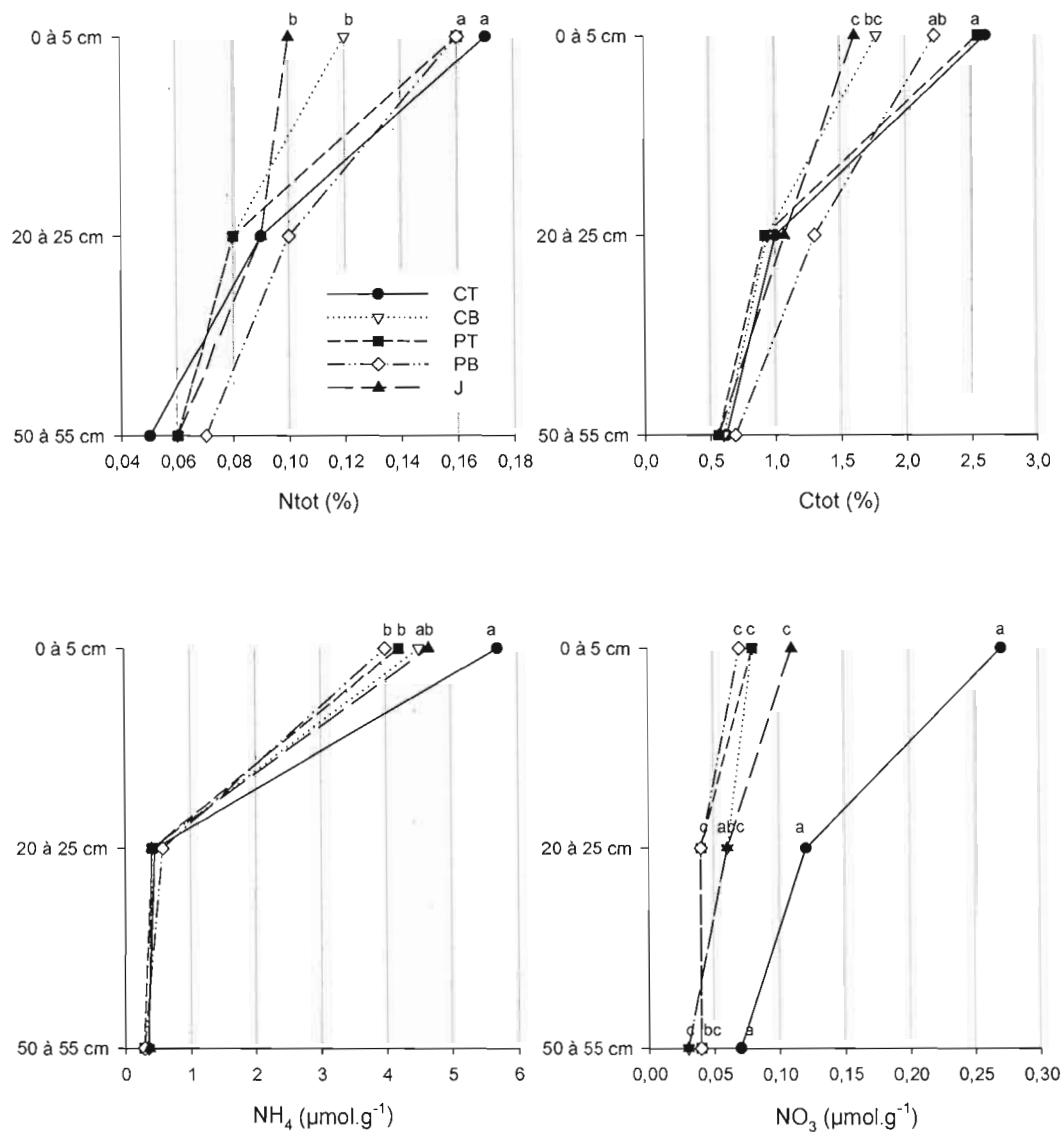 b b a a
0 à 5 cm
20 à 25 cm
50 à 55 cm
CT
CB
PT
PB
J
0,04 0,06 0,08 0,10 0,12 0,14 0,16 0,18
Ntot (%)
c bc ab a
0 à 5 cm
20 à 25 cm
50 à 55 cm
0,0 0,5 1,0 1,5 2,0 2,5 3,0
Ctot (%)
b b ab a
0 à 5 cm
20 à 25 cm
50 à 55 cm
0 1 2 3 4 5 6
NH₄ (µmol.g⁻¹)
c c c a
0 à 5 cm
c abc a
20 à 25 cm
c bc a
50 à 55 cm
0,00 0,05 0,10 0,15 0,20 0,25 0,30
NO₃ (µmol.g⁻¹)